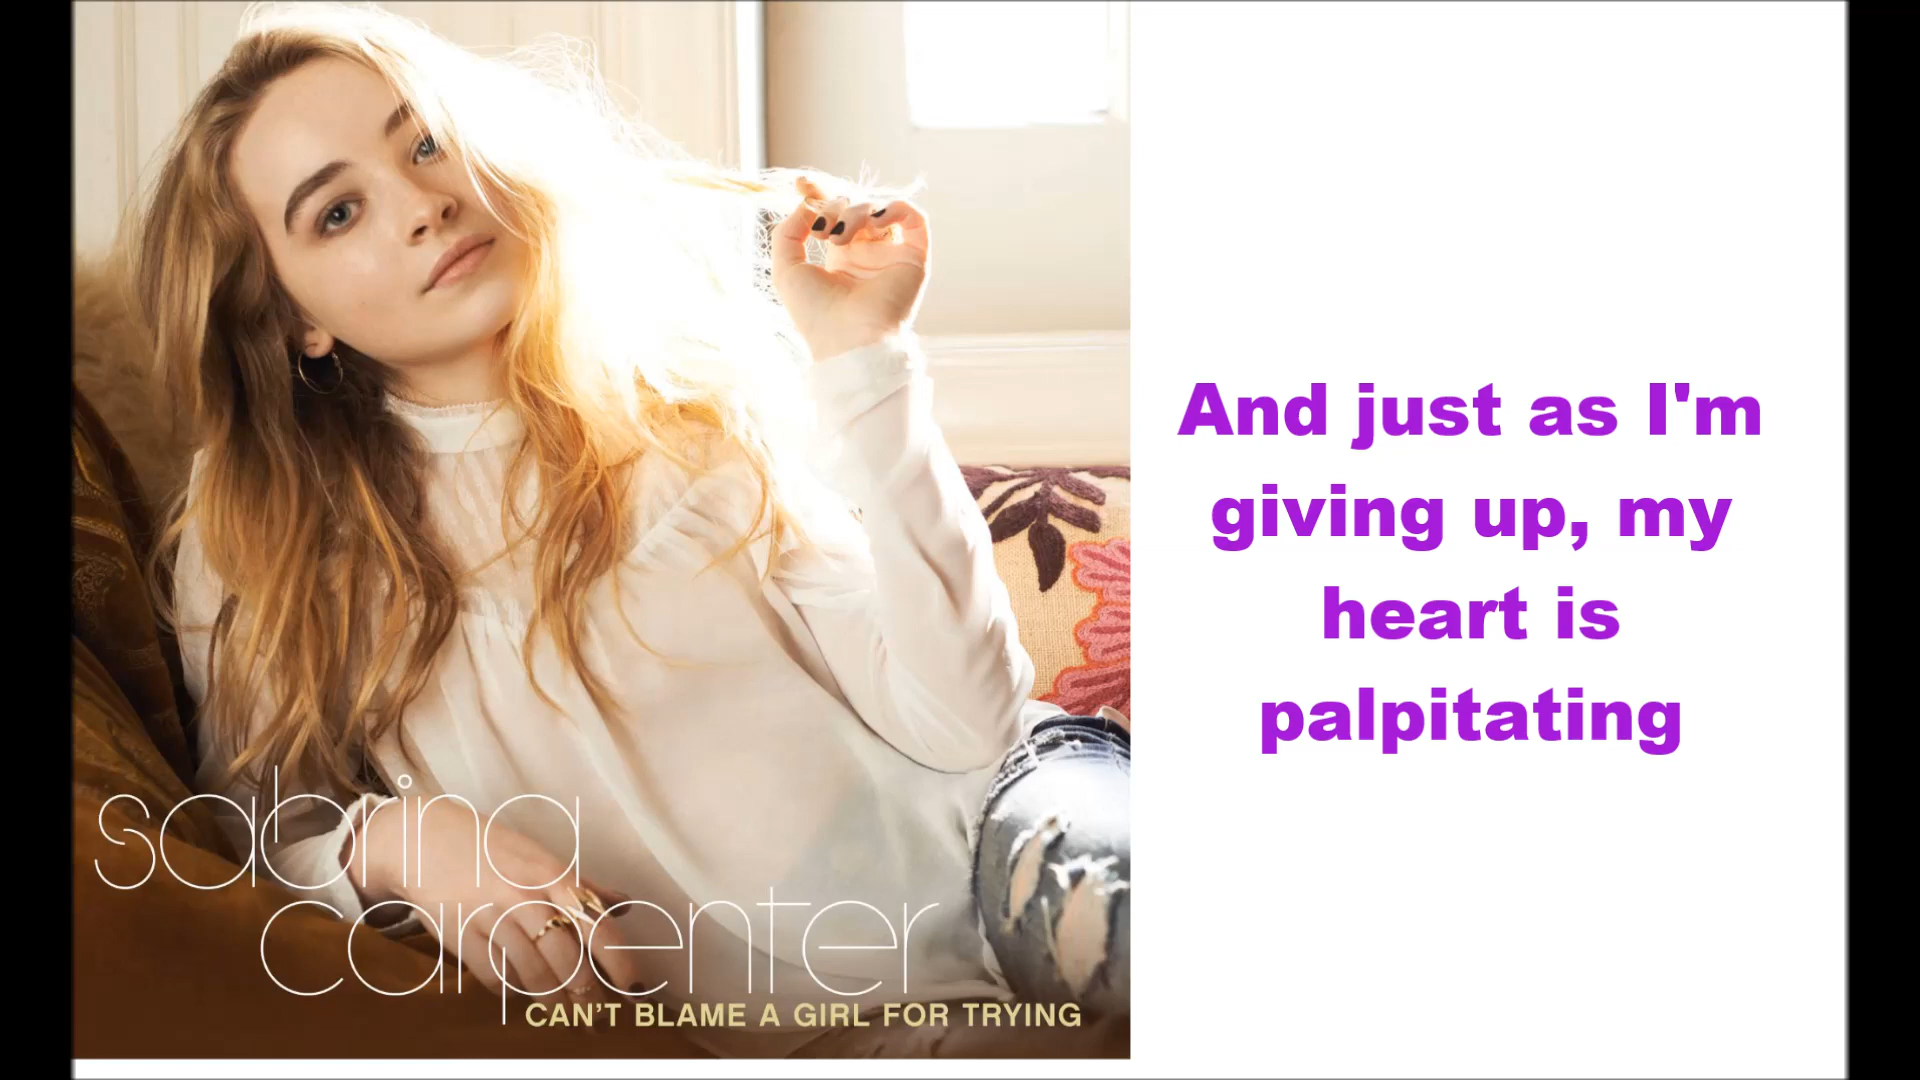 sabrina
carpenter
CAN'T BLAME A GIRL FOR TRYING
And just as I'm
giving up, my
heart is
palpitating